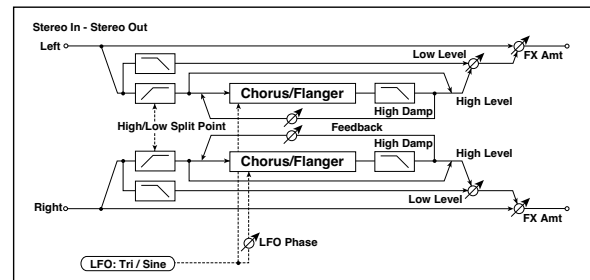 Stereo In - Stereo Out
Left
Low Level
FX Amt
Chorus/Flanger
High Damp
High Level
High/Low Split Point
Feedback
High Damp
High Level
Chorus/Flanger
Low Level
Right
FX Amt
LFO Phase
LFO: Tri / Sine